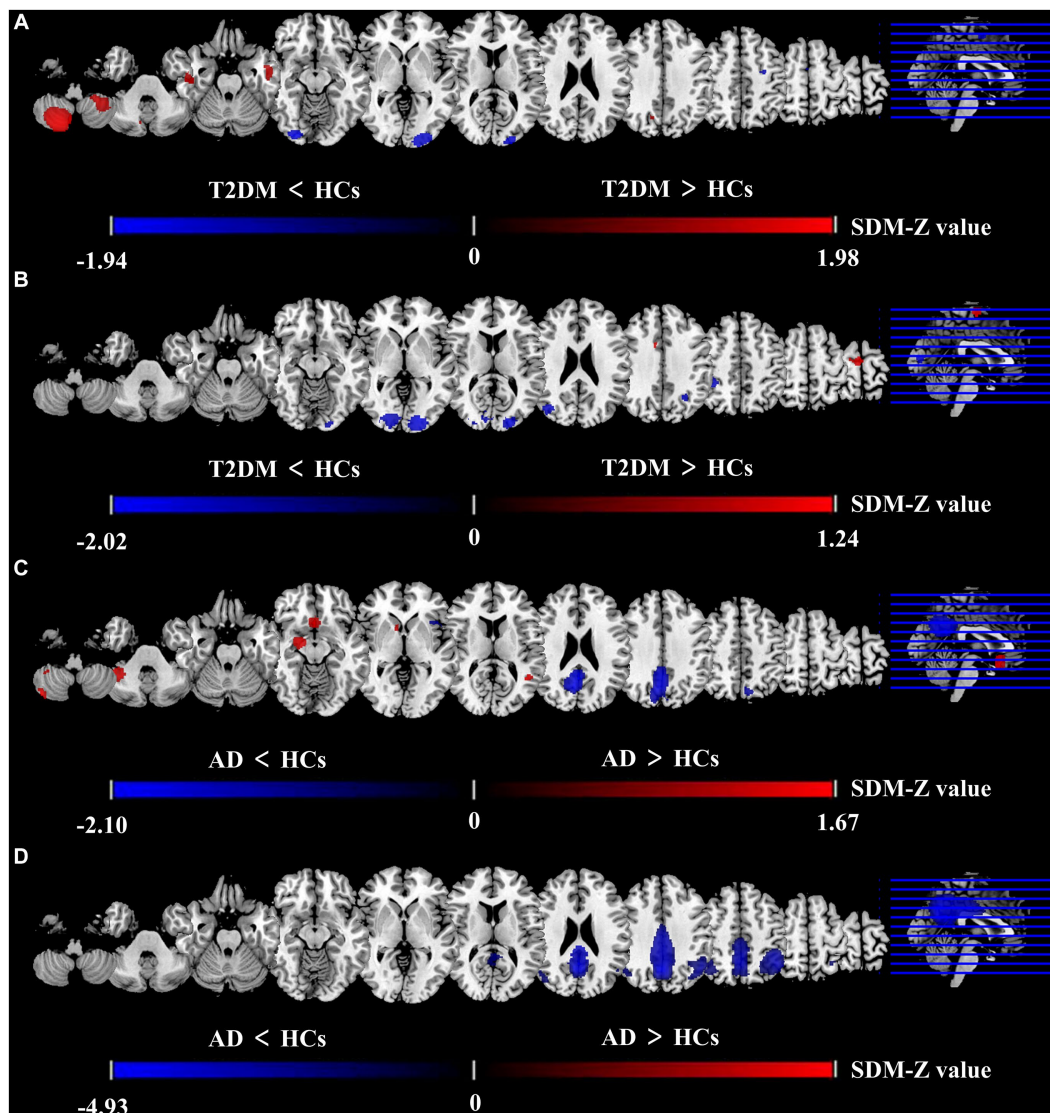 A
T2DM < HCs T2DM > HCs
SDM-Z value
-1.94 0 1.98
B
T2DM < HCs T2DM > HCs
SDM-Z value
-2.02 0 1.24
C
AD < HCs AD > HCs
SDM-Z value
-2.10 0 1.67
D
AD < HCs AD > HCs
SDM-Z value
-4.93 0